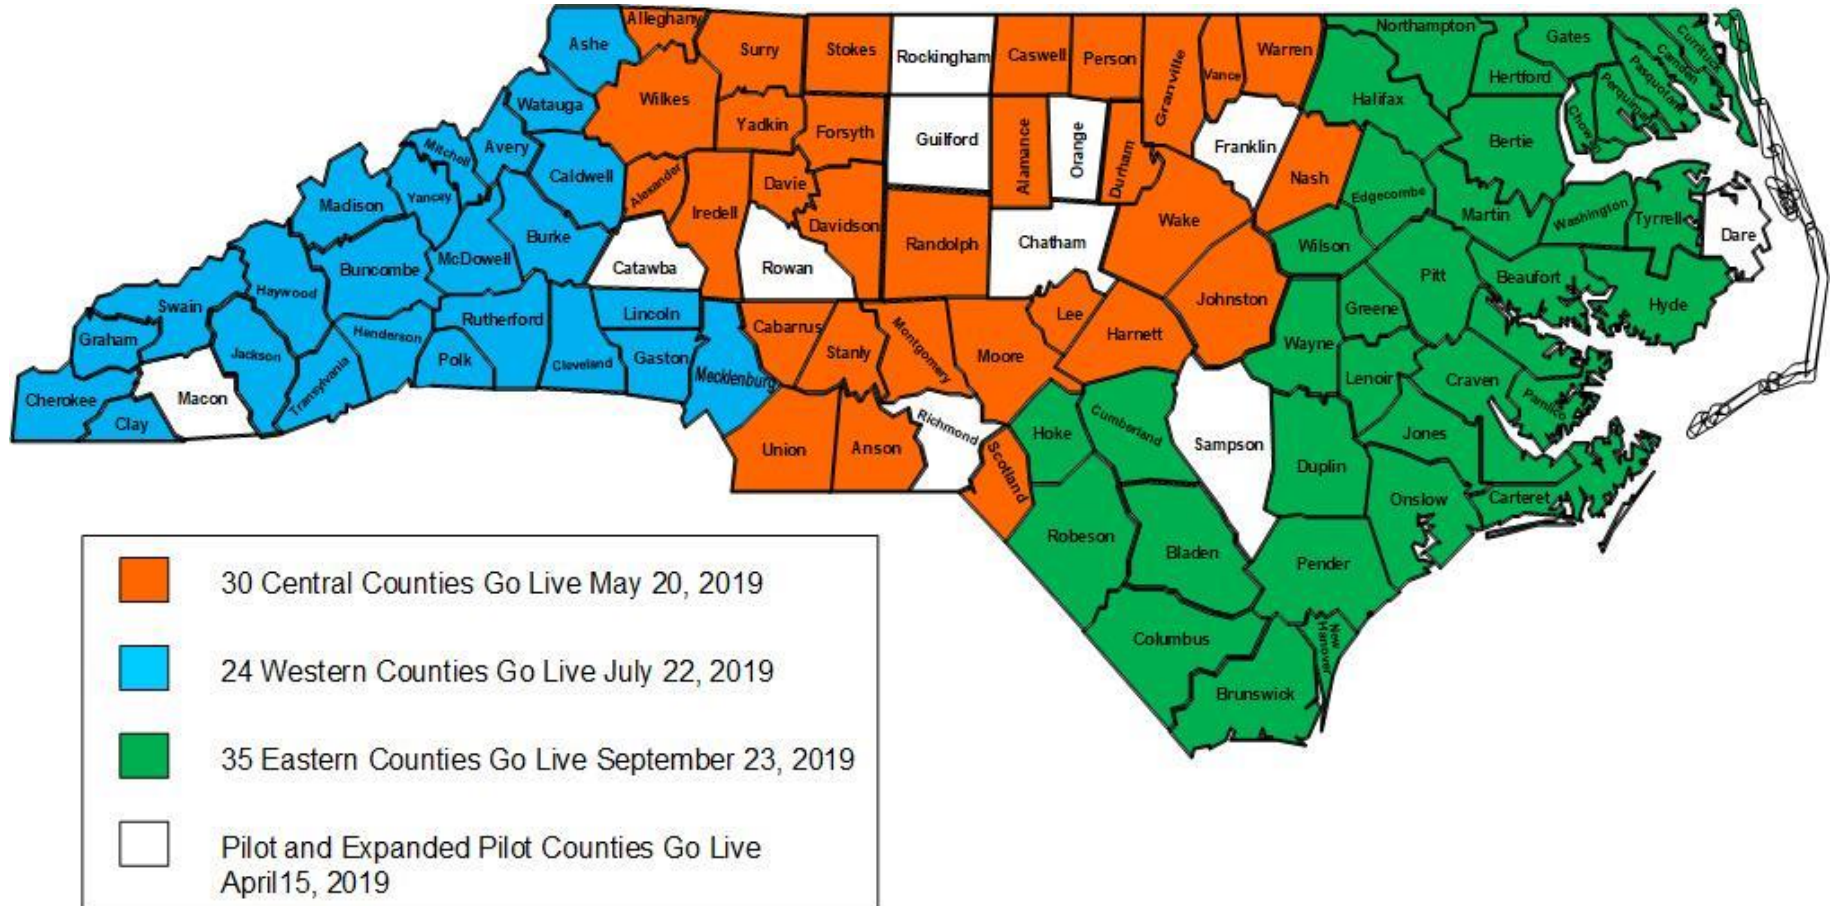 Ashe
Alleghany
Surry
Stokes
Rockingham
Caswell
Person
Granville
Vance
Warren
Northampton
Gates
Currituck
Camden
Pasquotank
Perquimans
Chowan
Hertford
Halifax
Bertie
Watauga
Wilkes
Yadkin
Forsyth
Guilford
Alamance
Orange
Durham
Franklin
Nash
Edgecombe
Martin
Washington
Tyrrell
Dare
Mitchell
Avery
Caldwell
Alexander
Iredell
Davie
Davidson
Randolph
Chatham
Wake
Wilson
Madison
Yancey
Burke
McDowell
Buncombe
Catawba
Rowan
Johnston
Greene
Pitt
Beaufort
Hyde
Haywood
Swain
Graham
Rutherford
Lincoln
Cabarrus
Stanly
Montgomery
Moore
Lee
Harnett
Wayne
Lenoir
Craven
Pamlico
Jackson
Henderson
Transylvania
Polk
Cleveland
Gaston
Mecklenburg
Cherokee
Clay
Macon
Union
Anson
Richmond
Scotland
Hoke
Cumberland
Sampson
Duplin
Jones
Onslow
Carteret
Robeson
Bladen
Pender
Columbus
New
Hanover
Brunswick
30 Central Counties Go Live May 20, 2019
24 Western Counties Go Live July 22, 2019
35 Eastern Counties Go Live September 23, 2019
Pilot and Expanded Pilot Counties Go Live
April15, 2019